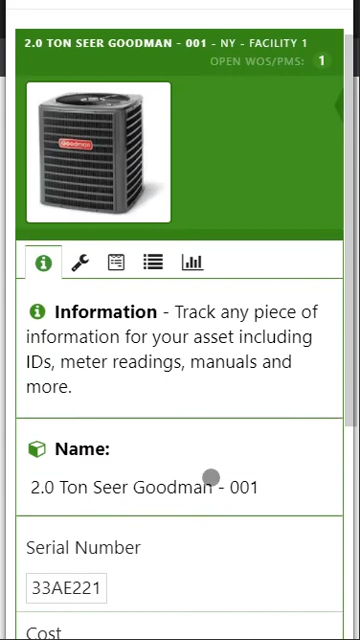 2.0 TON SEER GOODMAN - 001 - NY - FACILITY 1
OPEN WOS/PMS: 1
Goodman
Information - Track any piece of
information for your asset including
IDs, meter readings, manuals and
more.
Name:
2.0 Ton Seer Goodman - 001
Serial Number
33AE221
Cost